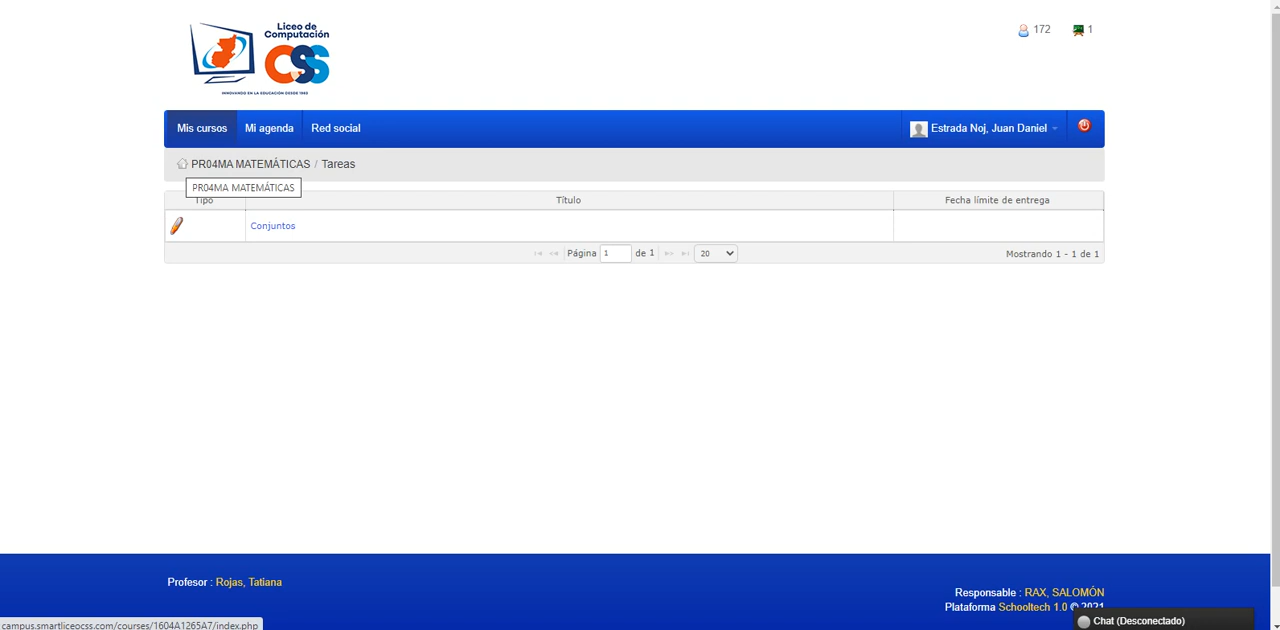 Liceo de
Computación
CSS
INNOVANDO EN LA EDUCACIÓN DESDE 1983
172
1
Mis cursos
Mi agenda
Red social
Estrada Noj, Juan Daniel
PR04MA MATEMÁTICAS / Tareas
PR04MA MATEMÁTICAS
Tipo
Título
Fecha límite de entrega
Conjuntos
Página 1 de 1
20
Mostrando 1 - 1 de 1
Profesor : Rojas, Tatiana
Responsable : RAX, SALOMÓN
Plataforma Schooltech 1.0 © 2021
Chat (Desconectado)
campus.smartliceocss.com/courses/1604A1265A7/index.php